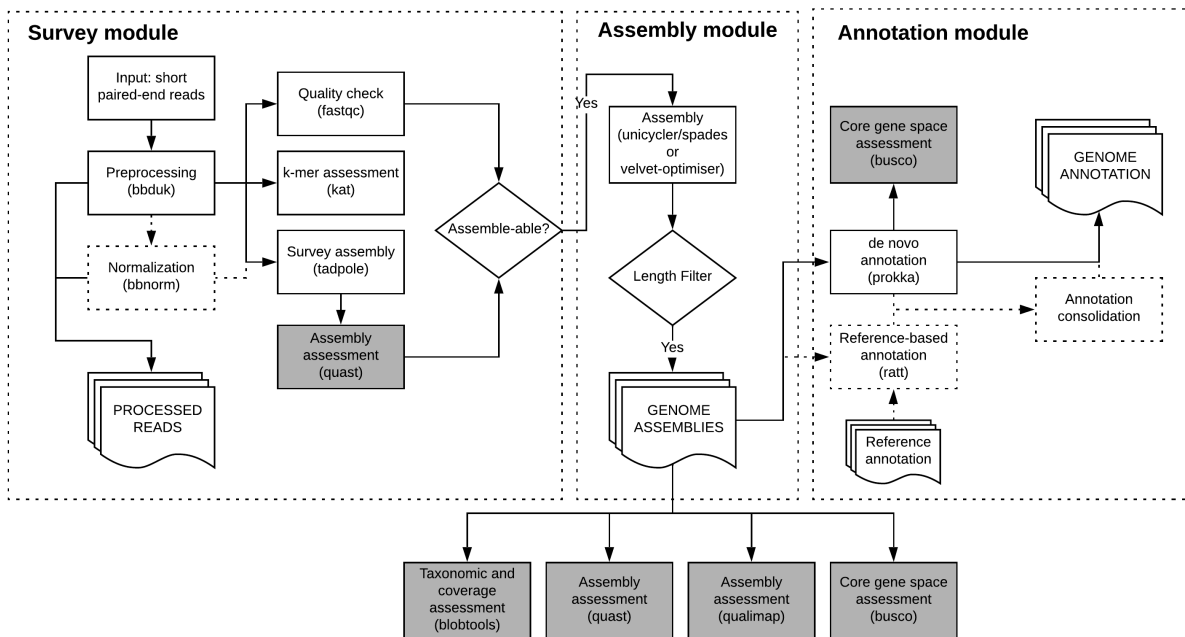 Survey module
Input: short
paired-end reads
Preprocessing
(bbduk)
Normalization
(bbnorm)
PROCESSED
READS
Quality check
(fastqc)
k-mer assessment
(kat)
Survey assembly
(tadpole)
Assembly
assessment
(quast)
Assemble-able?
Yes
Assembly module
Assembly
(unicycler/spades
or
velvet-optimiser)
Length Filter
Yes
GENOME
ASSEMBLIES
Annotation module
Core gene space
assessment
(busco)
GENOME
ANNOTATION
de novo
annotation
(prokka)
Annotation
consolidation
Reference-based
annotation
(ratt)
Reference
annotation
Taxonomic and
coverage
assessment
(blobtools)
Assembly
assessment
(quast)
Assembly
assessment
(qualimap)
Core gene space
assessment
(busco)